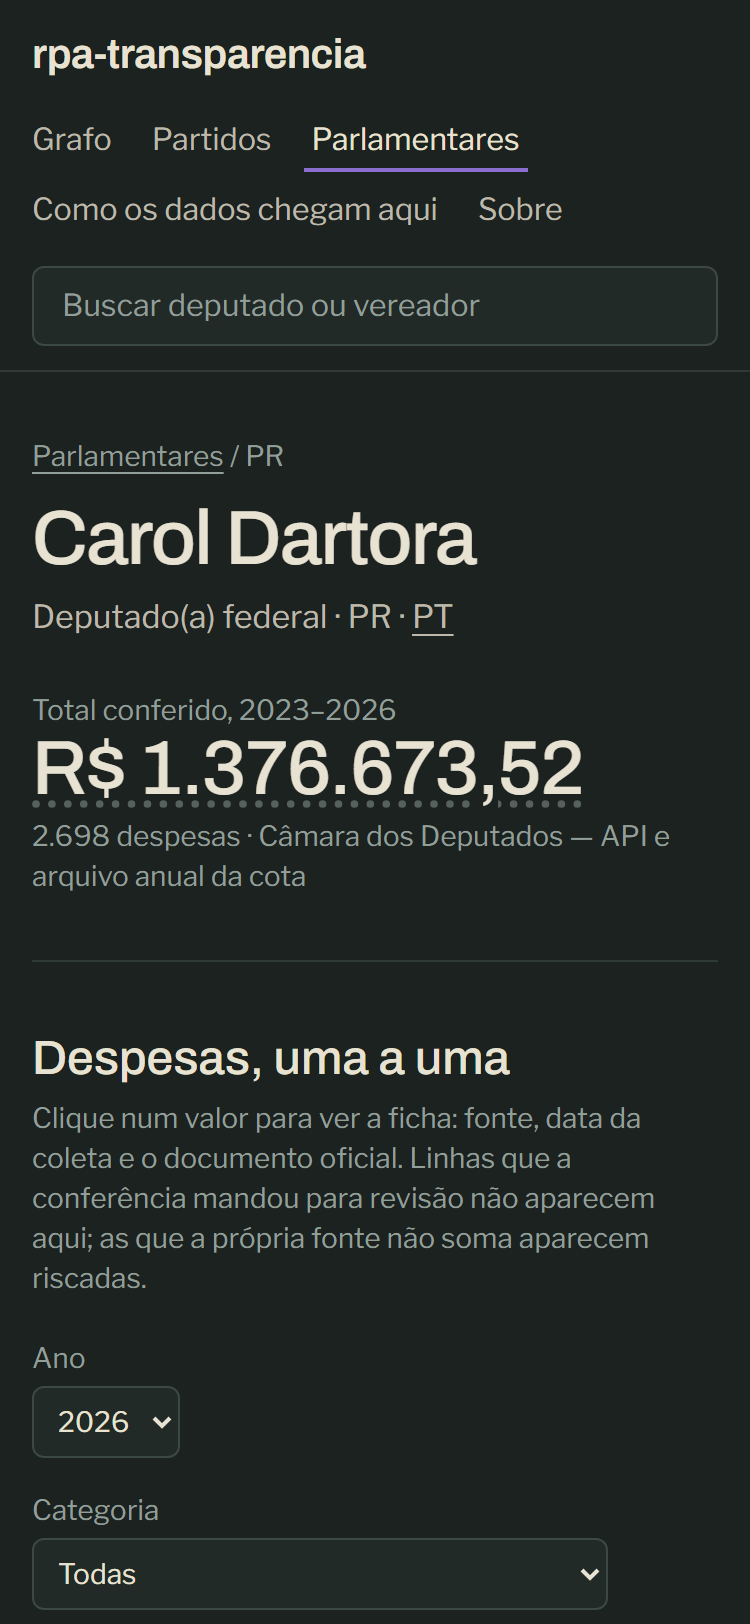 rpa-transparencia
Grafo Partidos Parlamentares
Como os dados chegam aqui Sobre
Buscar deputado ou vereador
Parlamentares / PR
Carol Dartora
Deputado(a) federal · PR · PT
Total conferido, 2023–2026
R$ 1.376.673,52
2.698 despesas · Câmara dos Deputados — API e
arquivo anual da cota
Despesas, uma a uma
Clique num valor para ver a ficha: fonte, data da
coleta e o documento oficial. Linhas que a
conferência mandou para revisão não aparecem
aqui; as que a própria fonte não soma aparecem
riscadas.
Ano
2026
Categoria
Todas